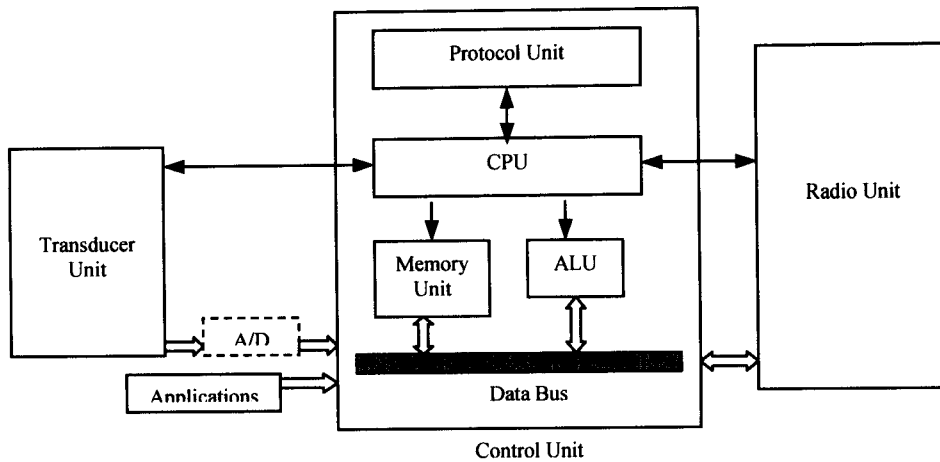 Protocol Unit
CPU
Radio Unit
Transducer
Unit
Memory
Unit
ALU
A/D
Applications
Data Bus
Control Unit